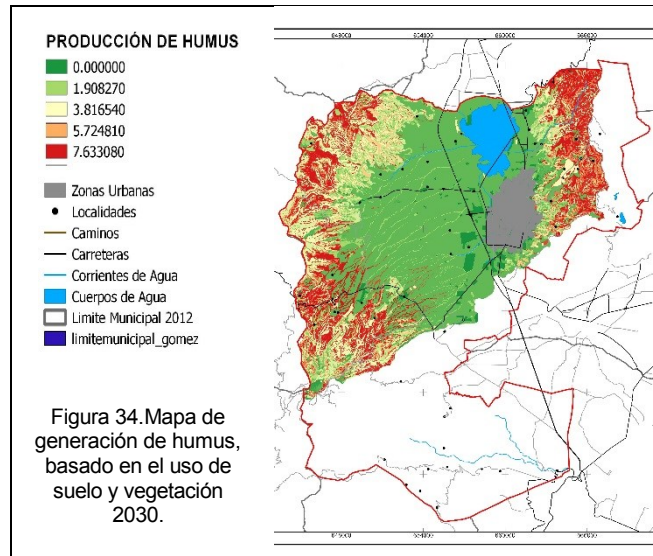 PRODUCCIÓN DE HUMUS
0.000000
1.908270
3.816540
5.724810
7.633080
Zonas Urbanas
Localidades
Caminos
Carreteras
Corrientes de Agua
Cuerpos de Agua
Limite Municipal 2012
limitemunicipal_gomez
Figura 34.Mapa de
generación de humus,
basado en el uso de
suelo y vegetación
2030.